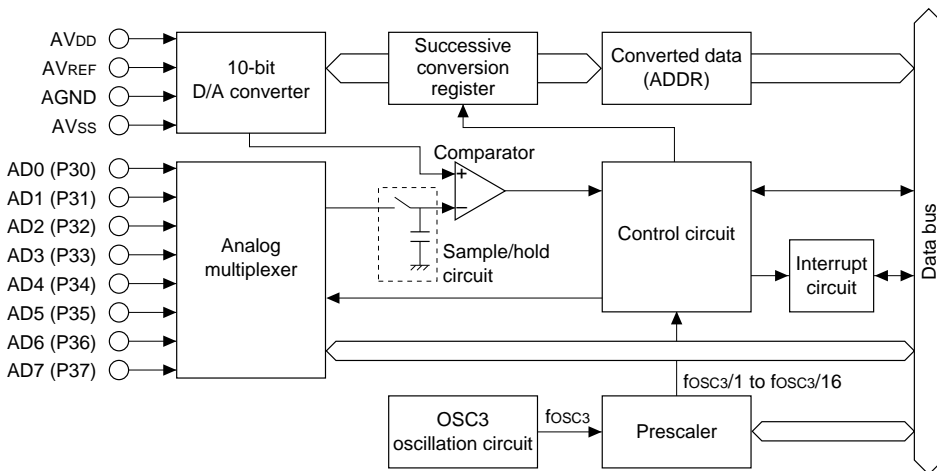 AVDD
AVREF
AGND
AVSS
10-bit
D/A converter
Successive
conversion
register
Converted data
(ADDR)
AD0 (P30)
AD1 (P31)
AD2 (P32)
AD3 (P33)
AD4 (P34)
AD5 (P35)
AD6 (P36)
AD7 (P37)
Analog
multiplexer
Comparator
+
−
Sample/hold
circuit
Control circuit
Interrupt
circuit
Data bus
fOSC3/1 to fOSC3/16
OSC3
oscillation circuit
fOSC3
Prescaler